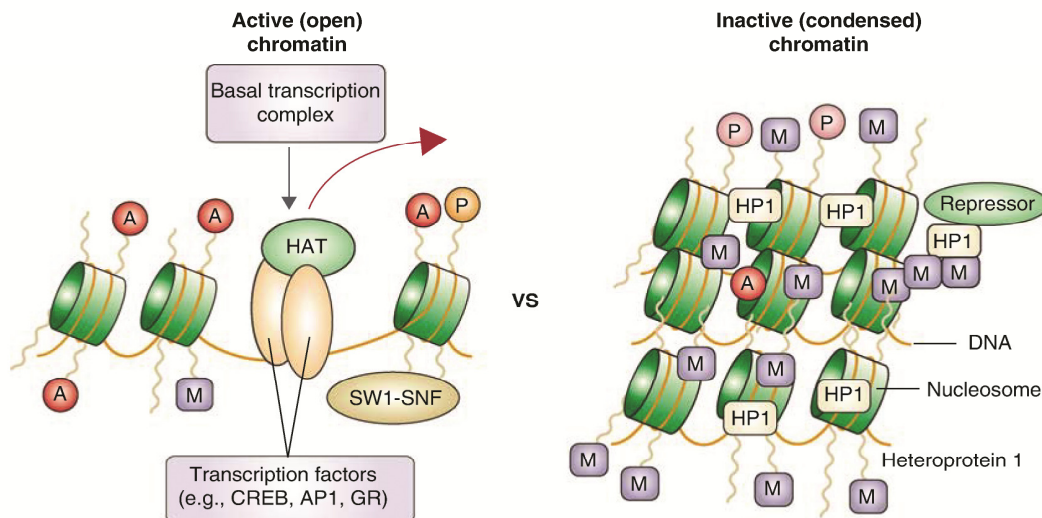 Active (open)
chromatin
Basal transcription
complex
A
A
A
P
HAT
A
M
SW1-SNF
Transcription factors
(e.g., CREB, AP1, GR)
VS
Inactive (condensed)
chromatin
P
M
P
M
HP1
HP1
Repressor
HP1
M
A
M
M
M
M
DNA
M
M
Nucleosome
HP1
HP1
Heteroprotein 1
M
M
M
M